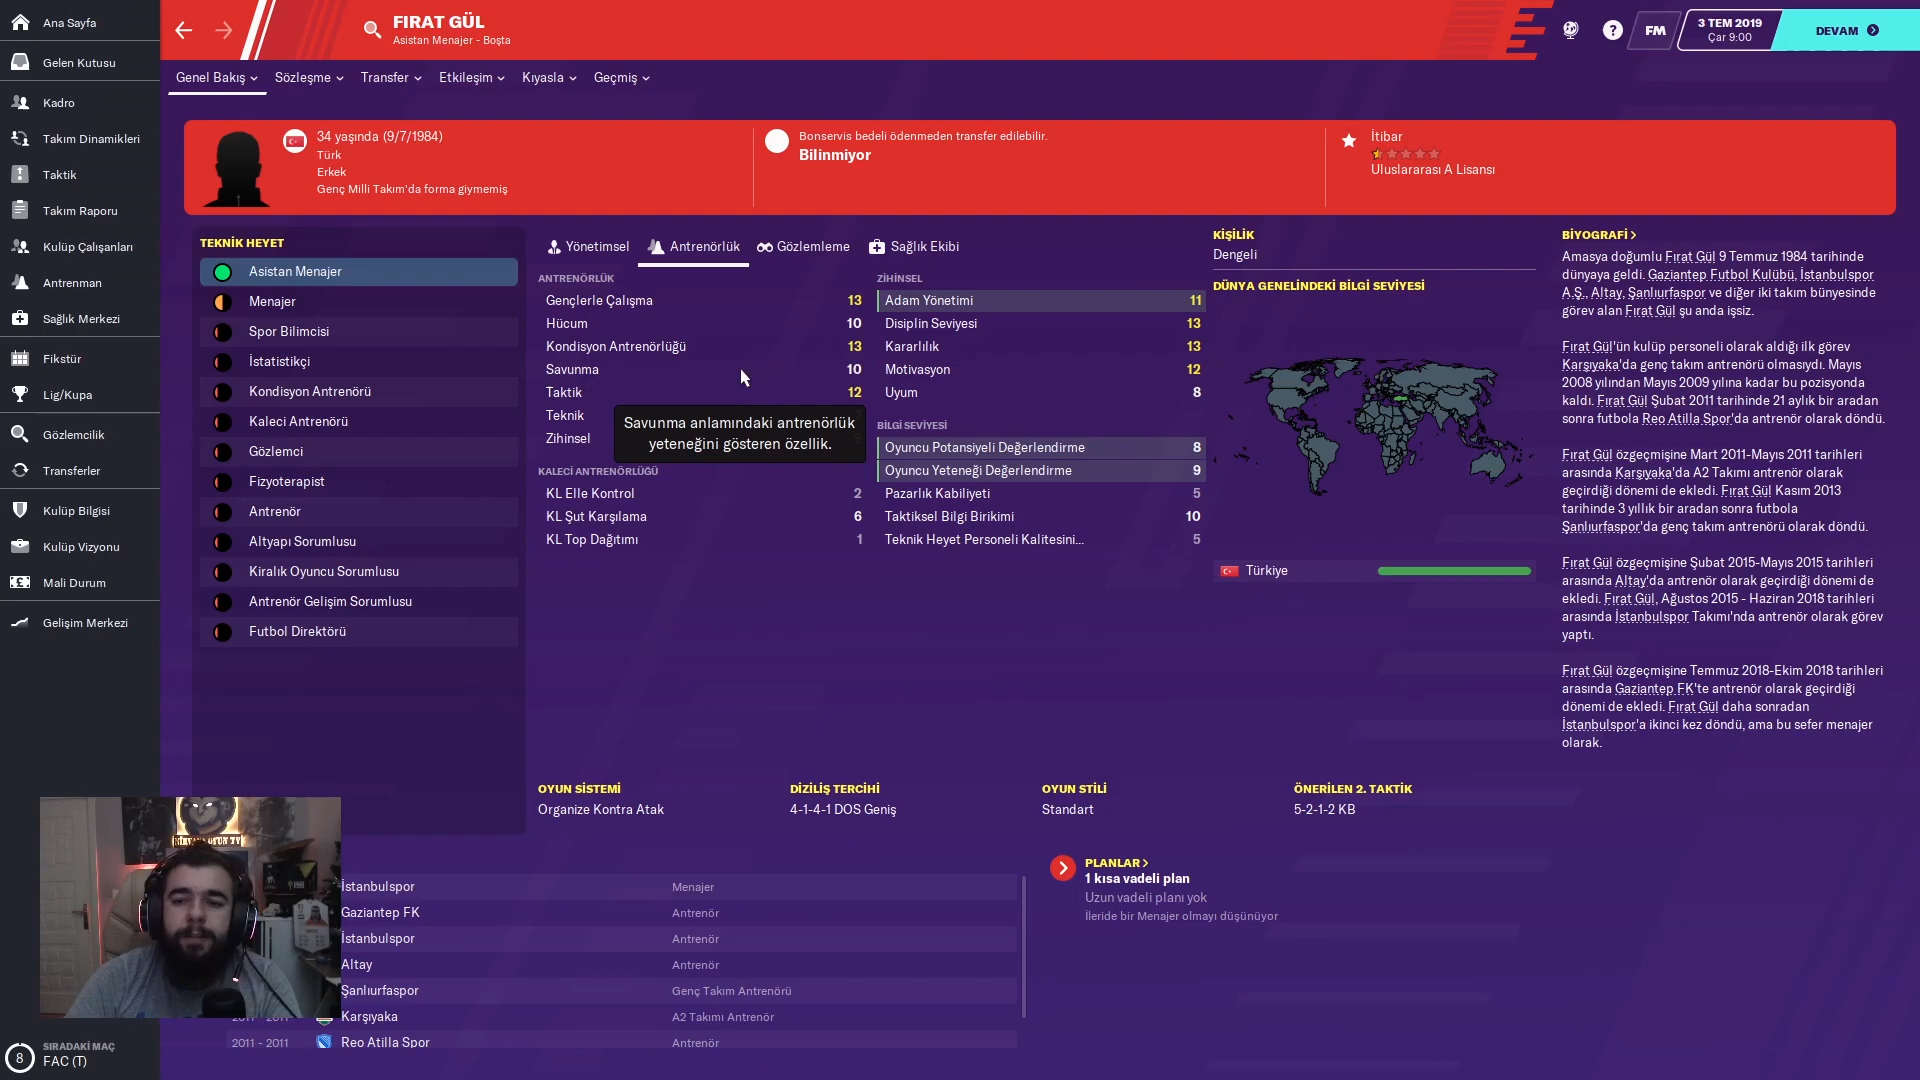 Ana Sayfa
Gelen Kutusu
Kadro
Takım Dinamikleri
Taktik
Takım Raporu
Kulüp Çalışanları
Antrenman
Sağlık Merkezi
Fikstür
Lig/Kupa
Gözlemcilik
Transferler
Kulüp Bilgisi
Kulüp Vizyonu
Mali Durum
Gelişim Merkezi
8
SIRADAKİ MAÇ
FAC (T)
FIRAT GÜL
Asistan Menajer - Boşta
?
FM
3 TEM 2019
Çar 9:00
DEVAM
Genel Bakış
Sözleşme
Transfer
Etkileşim
Kıyasla
Geçmiş
34 yaşında (9/7/1984)
Türk
Erkek
Genç Milli Takım'da forma giymemiş
Bonservis bedeli ödenmeden transfer edilebilir.
Bilinmiyor
İtibar
Uluslararası A Lisansı
TEKNİK HEYET
Asistan Menajer
Menajer
Spor Bilimcisi
İstatistikçi
Kondisyon Antrenörü
Kaleci Antrenörü
Gözlemci
Fizyoterapist
Antrenör
Altyapı Sorumlusu
Kiralık Oyuncu Sorumlusu
Antrenör Gelişim Sorumlusu
Futbol Direktörü
Yönetimsel
Antrenörlük
Gözlemleme
Sağlık Ekibi
ANTRENÖRLÜK
Gençlerle Çalışma 13
Hücum 10
Kondisyon Antrenörlüğü 13
Savunma 10
Taktik 12
Teknik
Zihinsel 9
Savunma anlamındaki antrenörlük
yeteneğini gösteren özellik.
KALECİ ANTRENÖRLÜĞÜ
KL Elle Kontrol 2
KL Şut Karşılama 6
KL Top Dağıtımı 1
ZİHİNSEL
Adam Yönetimi 11
Disiplin Seviyesi 13
Kararlılık 13
Motivasyon 12
Uyum 8
BİLGİ SEVİYESİ
Oyuncu Potansiyeli Değerlendirme 8
Oyuncu Yeteneği Değerlendirme 9
Pazarlık Kabiliyeti 5
Taktiksel Bilgi Birikimi 10
Teknik Heyet Personeli Kalitesini... 5
KİŞİLİK
Dengeli
DÜNYA GENELİNDEKİ BİLGİ SEVİYESİ
Türkiye
BİYOGRAFİ
Amasya doğumlu Fırat Gül 9 Temmuz 1984 tarihinde
dünyaya geldi. Gaziantep Futbol Kulübü, İstanbulspor
A.Ş., Altay, Şanlıurfaspor ve diğer iki takım bünyesinde
görev alan Fırat Gül şu anda işsiz.
Fırat Gül'ün kulüp personeli olarak aldığı ilk görev
Karşıyaka'da genç takım antrenörü olmasıydı. Mayıs
2008 yılından Mayıs 2009 yılına kadar bu pozisyonda
kaldı. Fırat Gül Şubat 2011 tarihinde 21 aylık bir aradan
sonra futbola Reo Atilla Spor'da antrenör olarak döndü.
Fırat Gül özgeçmişine Mart 2011-Mayıs 2011 tarihleri
arasında Karşıyaka'da A2 Takımı antrenör olarak
geçirdiği dönemi de ekledi. Fırat Gül Kasım 2013
tarihinde 3 yıllık bir aradan sonra futbola
Şanlıurfaspor'da genç takım antrenörü olarak döndü.
Fırat Gül özgeçmişine Şubat 2015-Mayıs 2015 tarihleri
arasında Altay'da antrenör olarak geçirdiği dönemi de
ekledi. Fırat Gül, Ağustos 2015 - Haziran 2018 tarihleri
arasında İstanbulspor Takımı'nda antrenör olarak görev
yaptı.
Fırat Gül özgeçmişine Temmuz 2018-Ekim 2018 tarihleri
arasında Gaziantep FK'te antrenör olarak geçirdiği
dönemi de ekledi. Fırat Gül daha sonradan
İstanbulspor'a ikinci kez döndü, ama bu sefer menajer
olarak.
OYUN SİSTEMİ
Organize Kontra Atak
DİZİLİŞ TERCİHİ
4-1-4-1 DOS Geniş
OYUN STİLİ
Standart
ÖNERİLEN 2. TAKTİK
5-2-1-2 KB
İstanbulspor Menajer
Gaziantep FK Antrenör
İstanbulspor Antrenör
Altay Antrenör
Şanlıurfaspor Genç Takım Antrenörü
2011 - 2011 Karşıyaka A2 Takımı Antrenör
2011 - 2011 Reo Atilla Spor Antrenör
PLANLAR
1 kısa vadeli plan
Uzun vadeli planı yok
İleride bir Menajer olmayı düşünüyor